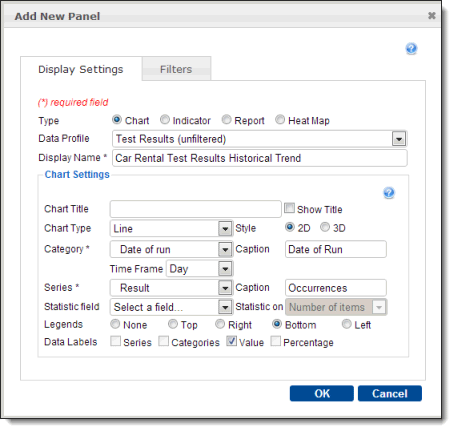 Add New Panel
Display Settings Filters
(*) required field
Type Chart Indicator Report Heat Map
Data Profile Test Results (unfiltered)
Display Name * Car Rental Test Results Historical Trend
Chart Settings
Chart Title Show Title
Chart Type Line Style 2D 3D
Category * Date of run Caption Date of Run
Time Frame Day
Series * Result Caption Occurrences
Statistic field Select a field... Statistic on Number of items
Legends None Top Right Bottom Left
Data Labels Series Categories Value Percentage
OK Cancel